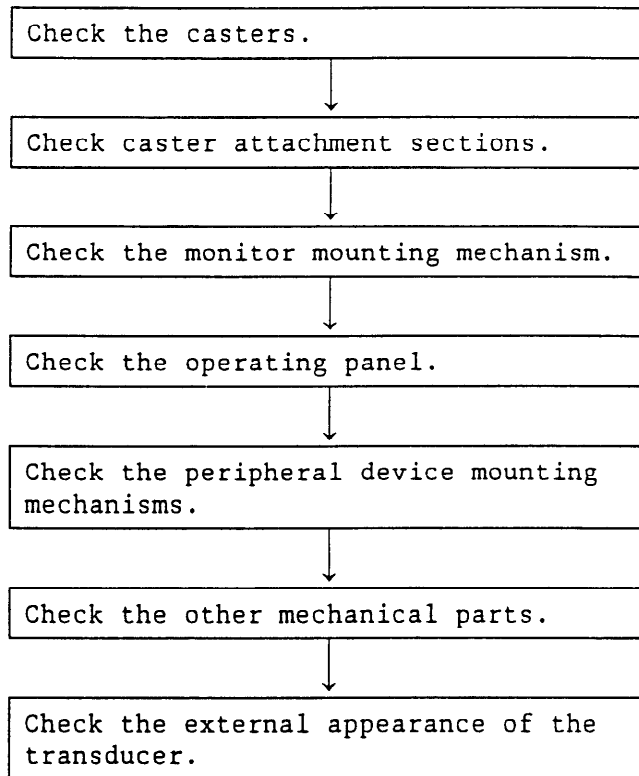 Check the casters.
Check caster attachment sections.
Check the monitor mounting mechanism.
Check the operating panel.
Check the peripheral device mounting
mechanisms.
Check the other mechanical parts.
Check the external appearance of the
transducer.